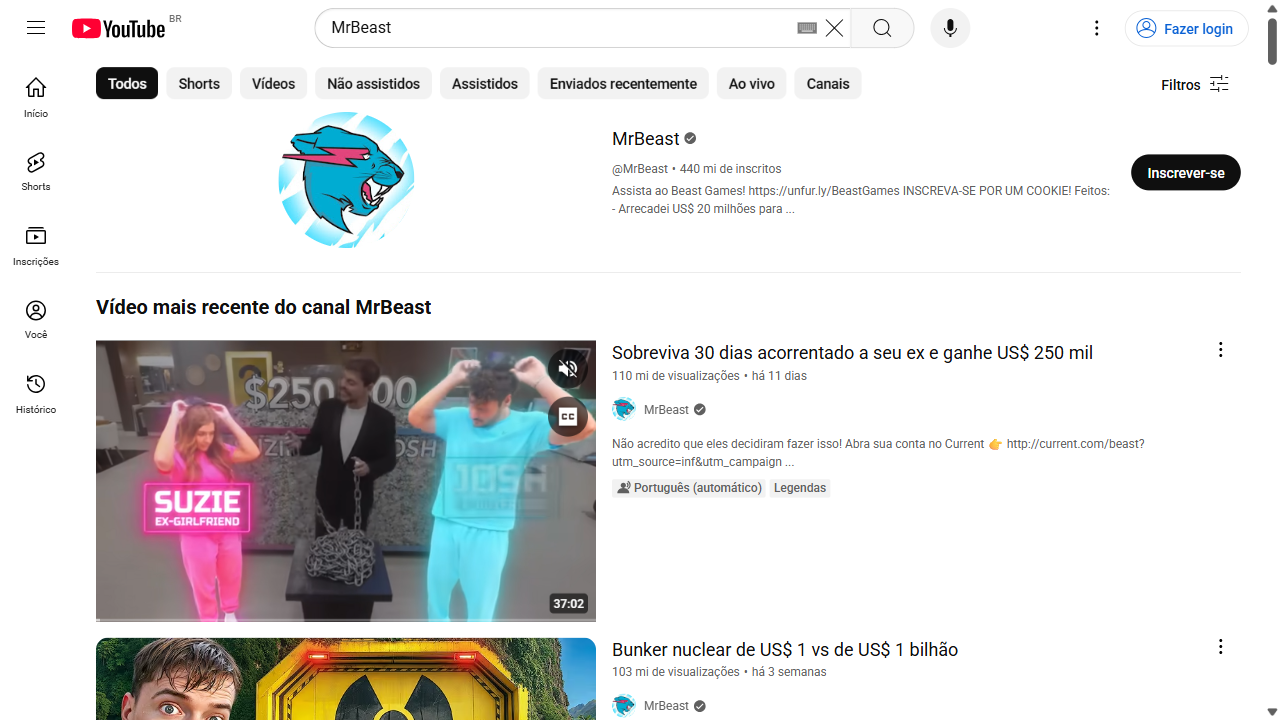 YouTube BR
MrBeast
Fazer login
Todos
Shorts
Vídeos
Não assistidos
Assistidos
Enviados recentemente
Ao vivo
Canais
Filtros
Início
Shorts
Inscrições
Você
Histórico
MrBeast
@MrBeast • 440 mi de inscritos
Assista ao Beast Games! https://unfur.ly/BeastGames INSCREVA-SE POR UM COOKIE! Feitos:
- Arrecadei US$ 20 milhões para ...
Inscrever-se
Vídeo mais recente do canal MrBeast
SUZIE
EX-GIRLFRIEND
JOSH
CC
37:02
Sobreviva 30 dias acorrentado a seu ex e ganhe US$ 250 mil
110 mi de visualizações • há 11 dias
MrBeast
Não acredito que eles decidiram fazer isso! Abra sua conta no Current 👉 http://current.com/beast?
utm_source=inf&utm_campaign ...
Português (automático)
Legendas
Bunker nuclear de US$ 1 vs de US$ 1 bilhão
103 mi de visualizações • há 3 semanas
MrBeast